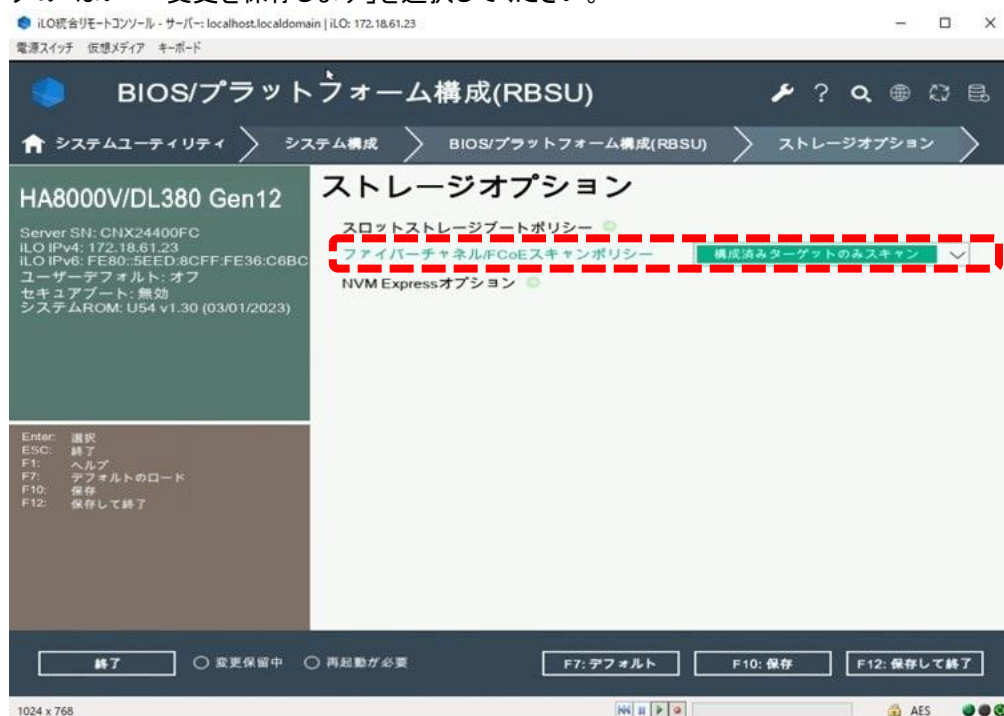 iLO統合リモートコンソール - サーバー: localhost.localdomain | iLO: 172.18.61.23
電源スイッチ 仮想メディア キーボード
BIOS/プラットフォーム構成(RBSU)
システムユーティリティ システム構成 BIOS/プラットフォーム構成(RBSU) ストレージオプション
HA8000V/DL380 Gen12
Server SN: CNX24400FC
iLO IPv4: 172.18.61.23
iLO IPv6: FE80::5EED:8CFF:FE36:C6BC
ユーザーデフォルト: オフ
セキュアブート: 無効
システムROM: U54 v1.30 (03/01/2023)
Enter: 選択
ESC: 終了
F1: ヘルプ
F7: デフォルトのロード
F10: 保存
F12: 保存して終了
ストレージオプション
スロットストレージブートポリシー
ファイバーチャネル/FCoEスキャンポリシー 構成済みターゲットのみスキャン
NVM Expressオプション
終了 変更保留中 再起動が必要 F7: デフォルト F10: 保存 F12: 保存して終了
1024 x 768 AES